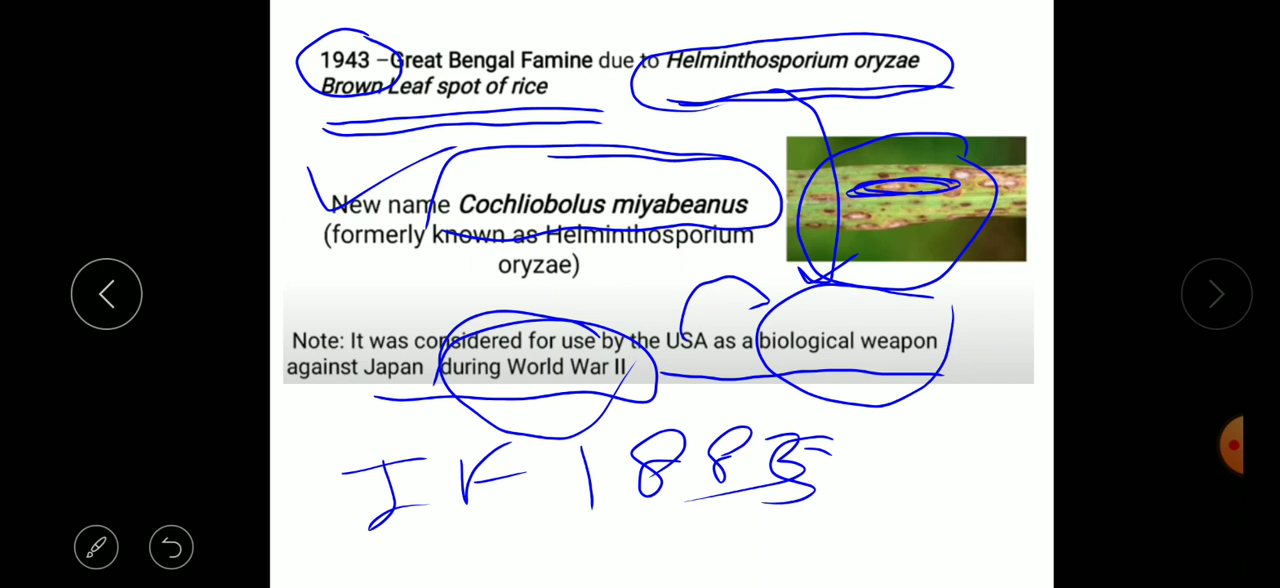 1943 –Great Bengal Famine due to Helminthosporium oryzae
Brown Leaf spot of rice
New name Cochliobolus miyabeanus
(formerly known as Helminthosporium
oryzae)
Note: It was considered for use by the USA as a biological weapon
against Japan during World War II